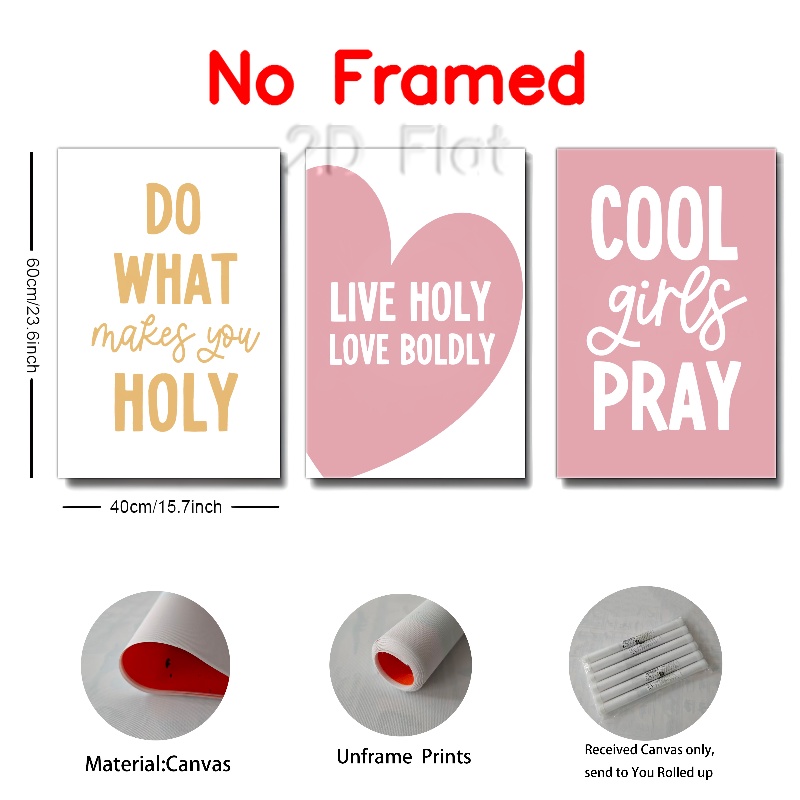 No Framed
2D Flat
60cm/23.6inch
DO
WHAT
makes you
HOLY
LIVE HOLY
LOVE BOLDLY
COOL
girls
PRAY
40cm/15.7inch
Material:Canvas
Unframe Prints
Received Canvas only,
send to You Rolled up